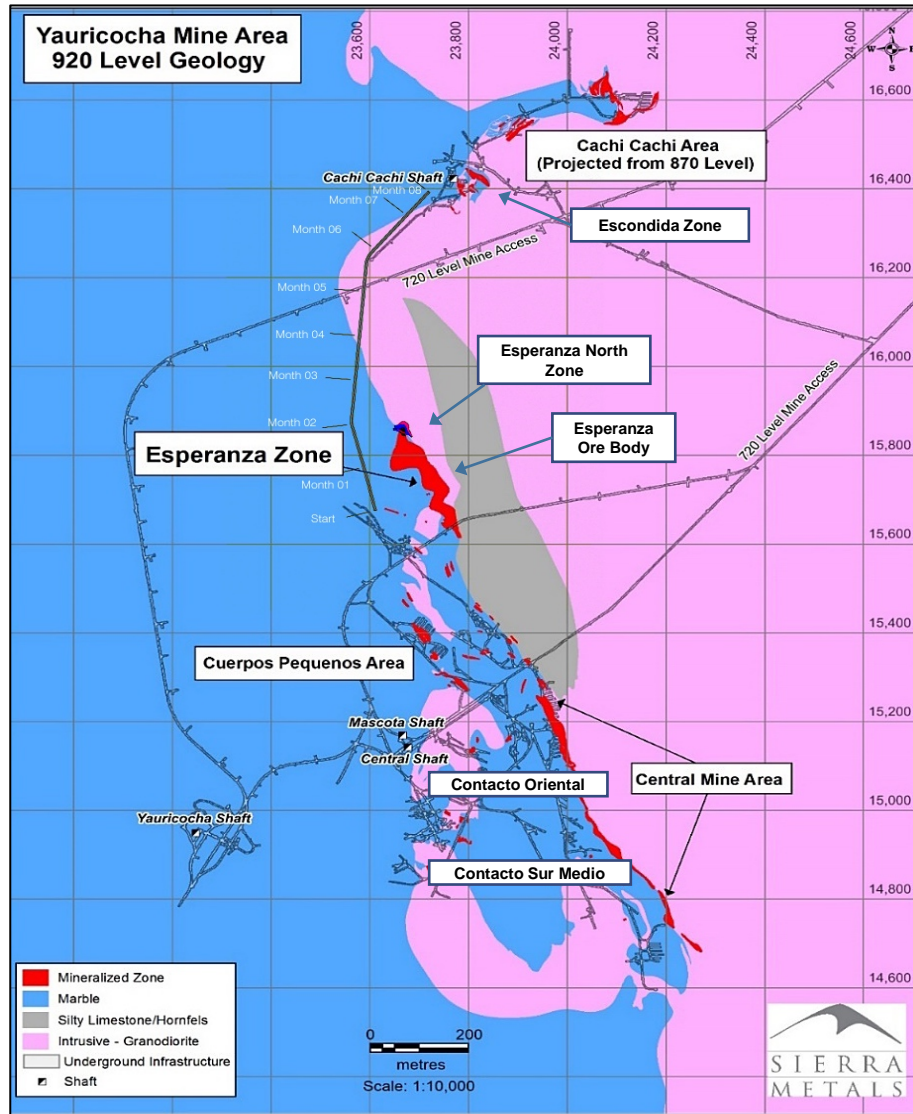 Yauricocha Mine Area
920 Level Geology
23,600
23,800
24,000
24,200
24,400
24,600
N
W
E
S
16,600
Cachi Cachi Area
(Projected from 870 Level)
Cachi Cachi Shaft
Month 08
16,400
Month 07
Escondida Zone
Month 06
720 Level Mine Access
16,200
Month 05
Month 04
16,000
Esperanza North
Zone
Month 03
720 Level Mine Access
Month 02
Esperanza
Ore Body
15,800
Esperanza Zone
Month 01
Start
15,600
15,400
Cuerpos Pequenos Area
15,200
Mascota Shaft
Central Shaft
Contacto Oriental
Central Mine Area
15,000
Yauricocha Shaft
Contacto Sur Medio
14,800
14,600
Mineralized Zone
Marble
Silty Limestone/Hornfels
Intrusive - Granodiorite
Underground Infrastructure
Shaft
0 200
metres
Scale: 1:10,000
SIERRA
METALS